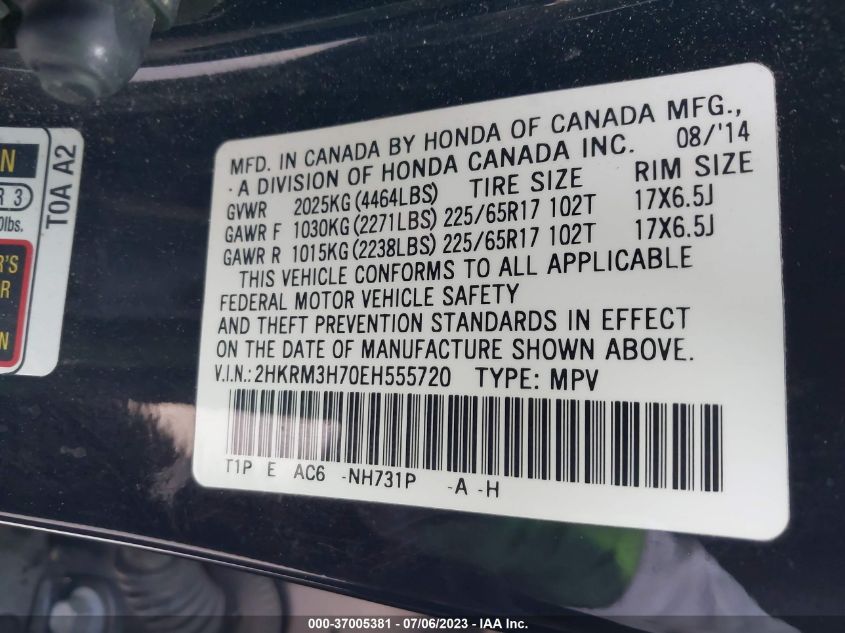 N
R 3
0lbs.
R'S
R
N
TOA A2
MFD. IN CANADA BY HONDA OF CANADA MFG.,
- A DIVISION OF HONDA CANADA INC. 08/'14
GVWR 2025KG (4464LBS) TIRE SIZE RIM SIZE
GAWR F 1030KG (2271LBS) 225/65R17 102T 17X6.5J
GAWR R 1015KG (2238LBS) 225/65R17 102T 17X6.5J
THIS VEHICLE CONFORMS TO ALL APPLICABLE
FEDERAL MOTOR VEHICLE SAFETY
AND THEFT PREVENTION STANDARDS IN EFFECT
ON THE DATE OF MANUFACTURE SHOWN ABOVE.
V.I.N.: 2HKRM3H70EH555720 TYPE: MPV
T1P E AC6 -NH731P -A -H
000-37005381 - 07/06/2023 - IAA Inc.